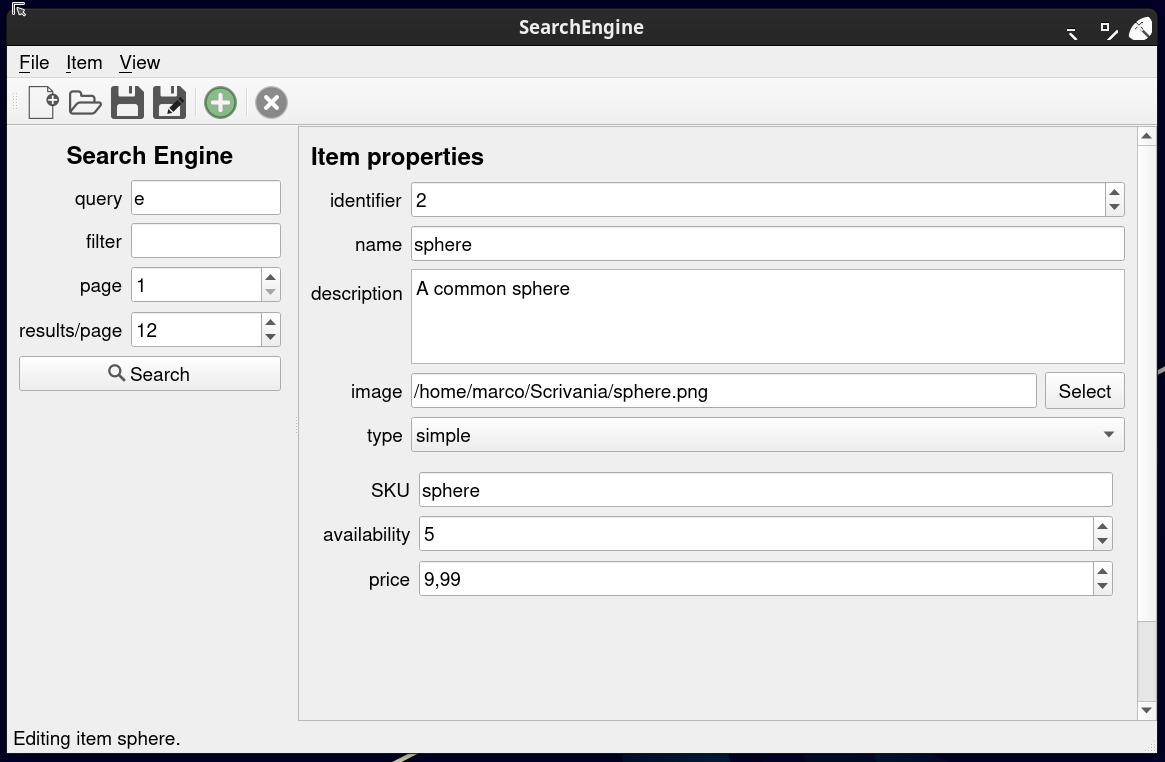 SearchEngine
File Item View
Search Engine
query e
filter
page 1
results/page 12
Search
Item properties
identifier 2
name sphere
description A common sphere
image /home/marco/Scrivania/sphere.png Select
type simple
SKU sphere
availability 5
price 9,99
Editing item sphere.